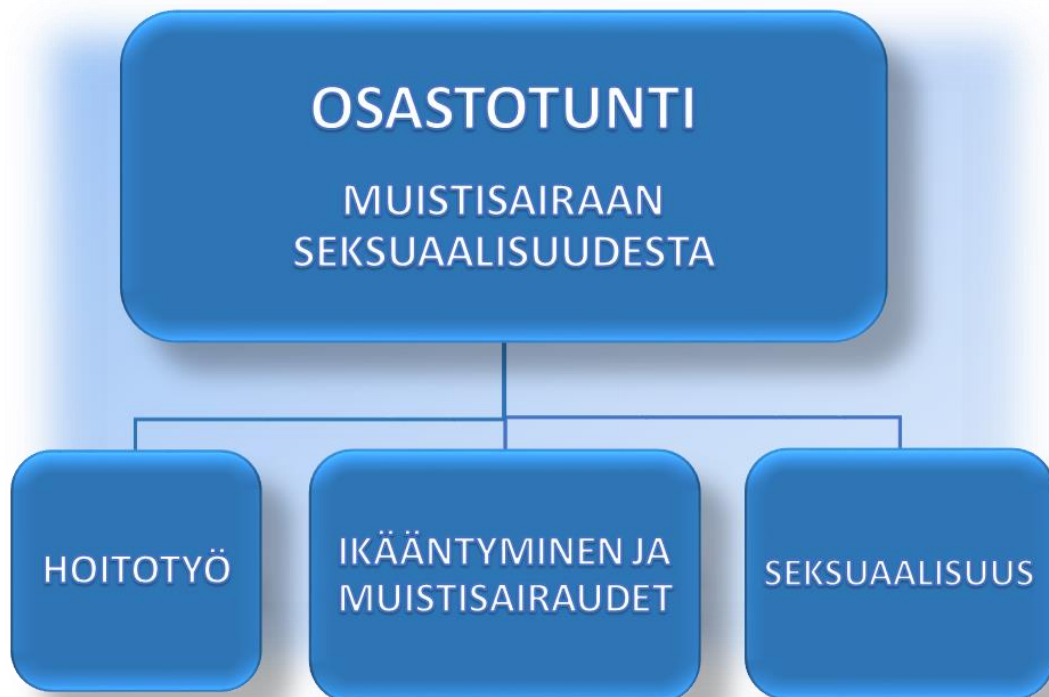 OSASTOTUNTI
MUISTISAIRAAN
SEKSUAALISUUDESTA
HOITOTYÖ
IKÄÄNTYMINEN JA
MUISTISAIRAUDET
SEKSUAALISUUS